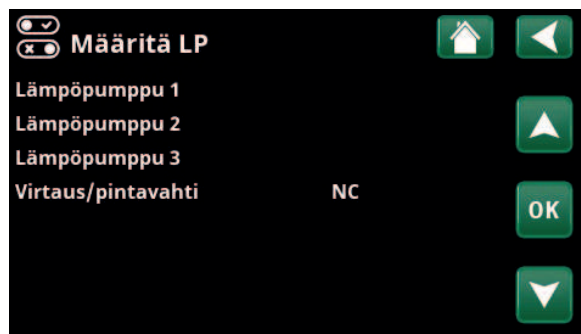 Määritä LP
Lämpöpumppu 1
Lämpöpumppu 2
Lämpöpumppu 3
Virtaus/pintavahti NC
OK